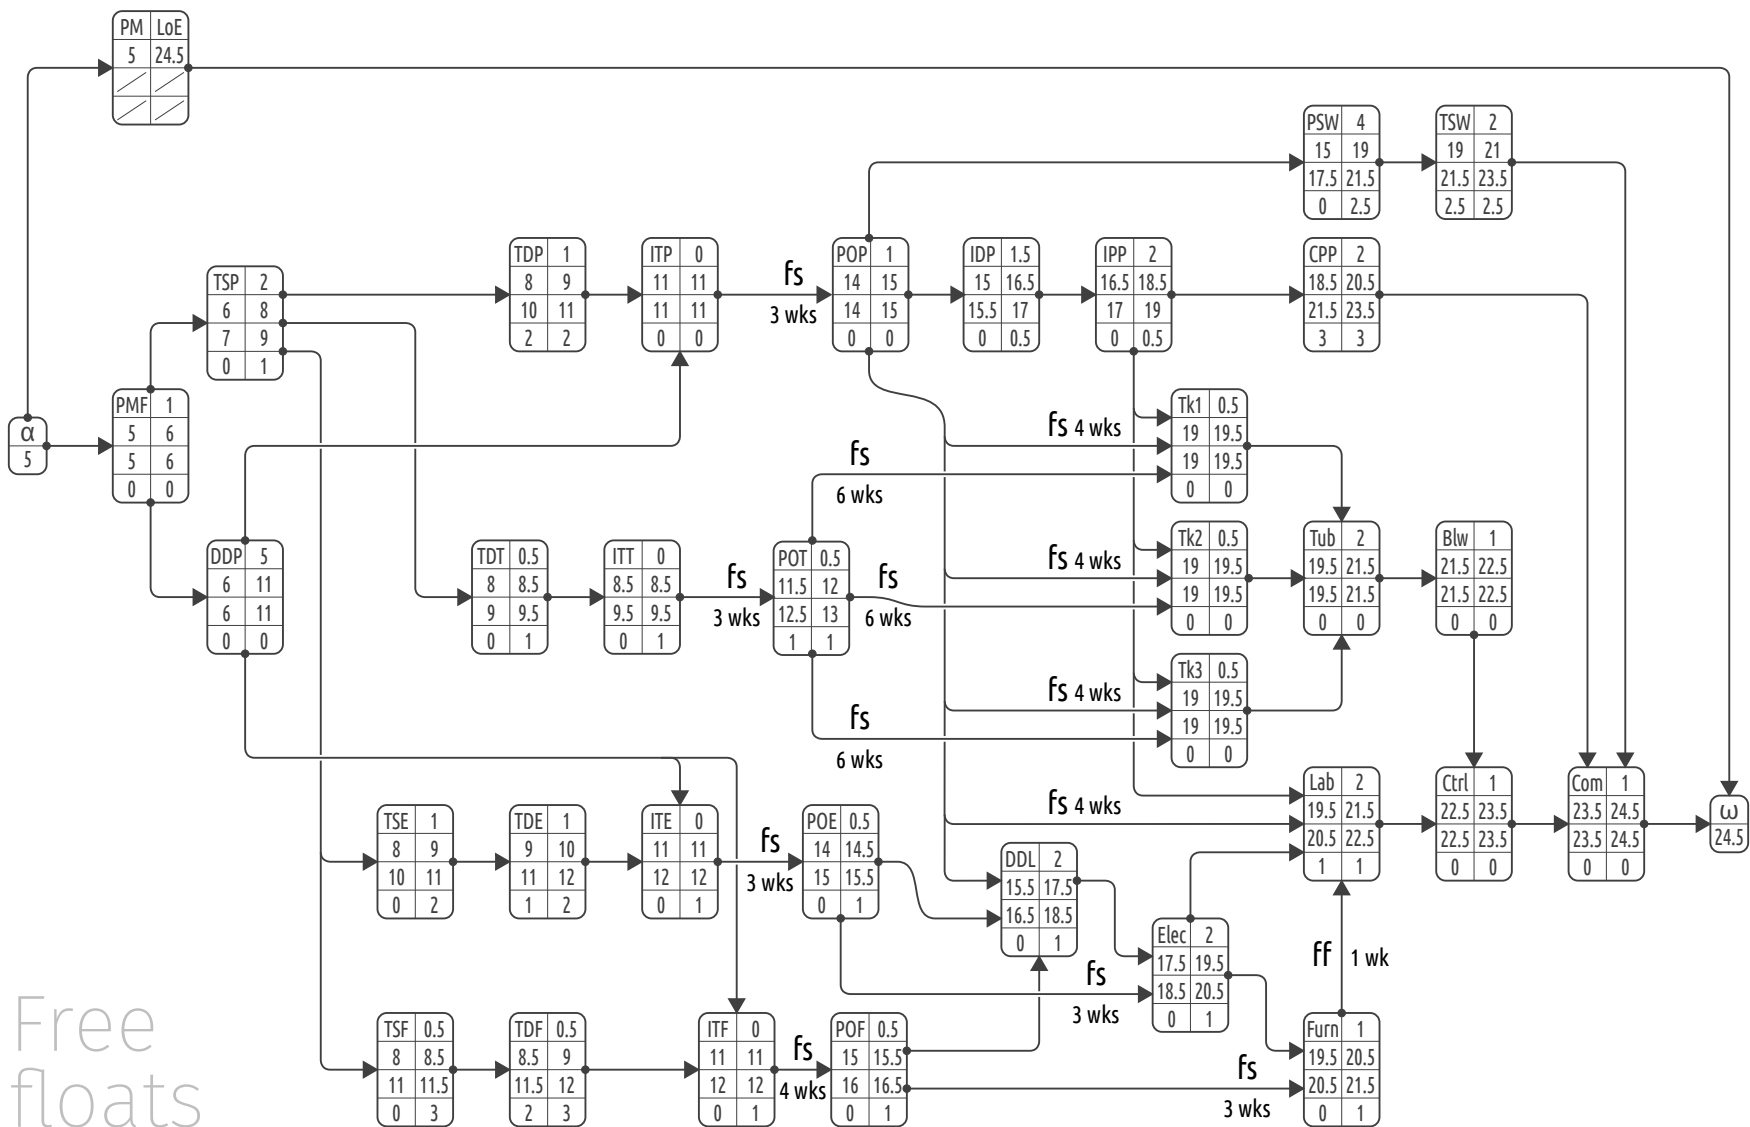 PM LoE
5 24.5
PSW 4
15 19
17.5 21.5
0 2.5
TSW 2
19 21
21.5 23.5
2.5 2.5
TSP 2
6 8
7 9
0 1
TDP 1
8 9
10 11
2 2
ITP 0
11 11
11 11
0 0
fs
3 wks
POP 1
14 15
14 15
0 0
IDP 1.5
15 16.5
15.5 17
0 0.5
IPP 2
16.5 18.5
17 19
0 0.5
CPP 2
18.5 20.5
21.5 23.5
3 3
α
5
PMF 1
5 6
5 6
0 0
fs 4 wks
fs
6 wks
Tk1 0.5
19 19.5
19 19.5
0 0
DDP 5
6 11
6 11
0 0
TDT 0.5
8 8.5
9 9.5
0 1
ITT 0
8.5 8.5
9.5 9.5
0 1
fs
3 wks
POT 0.5
11.5 12
12.5 13
1 1
fs
6 wks
fs 4 wks
Tk2 0.5
19 19.5
19 19.5
0 0
Tub 2
19.5 21.5
19.5 21.5
0 0
Blw 1
21.5 22.5
21.5 22.5
0 0
fs 4 wks
fs
6 wks
Tk3 0.5
19 19.5
19 19.5
0 0
TSE 1
8 9
10 11
0 2
TDE 1
9 10
11 12
1 2
ITE 0
11 11
12 12
0 1
fs
3 wks
POE 0.5
14 14.5
15 15.5
0 1
fs 4 wks
DDL 2
15.5 17.5
16.5 18.5
0 1
Lab 2
19.5 21.5
20.5 22.5
1 1
Ctrl 1
22.5 23.5
22.5 23.5
0 0
Com 1
23.5 24.5
23.5 24.5
0 0
ω
24.5
fs
3 wks
Elec 2
17.5 19.5
18.5 20.5
0 1
ff 1 wk
Free
floats
TSF 0.5
8 8.5
11 11.5
0 3
TDF 0.5
8.5 9
11.5 12
2 3
ITF 0
11 11
12 12
0 1
fs
4 wks
POF 0.5
15 15.5
16 16.5
0 1
fs
3 wks
Furn 1
19.5 20.5
20.5 21.5
0 1